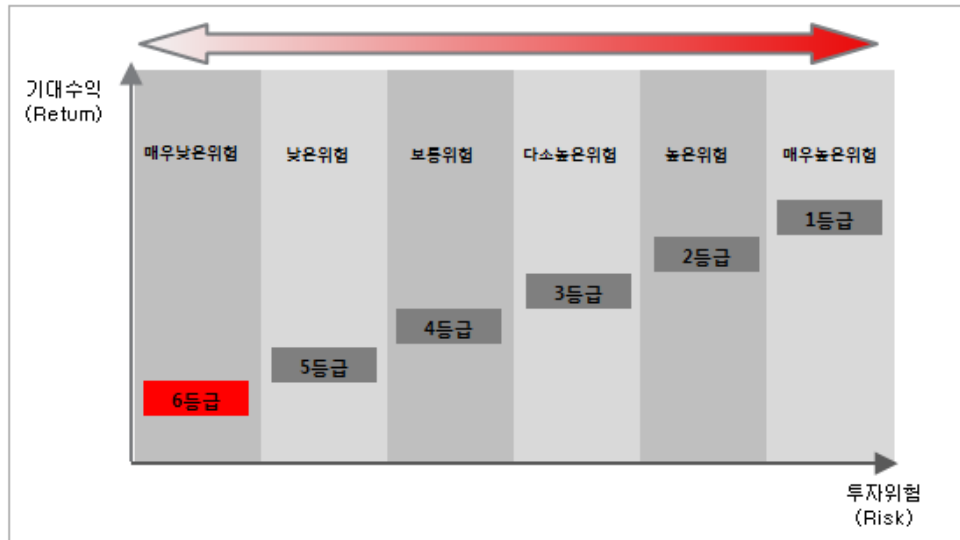 기대수익
(Return)
매우낮은위험 낮은위험 보통위험 다소높은위험 높은위험 매우높은위험
1등급
2등급
3등급
4등급
5등급
6등급
투자위험
(Risk)